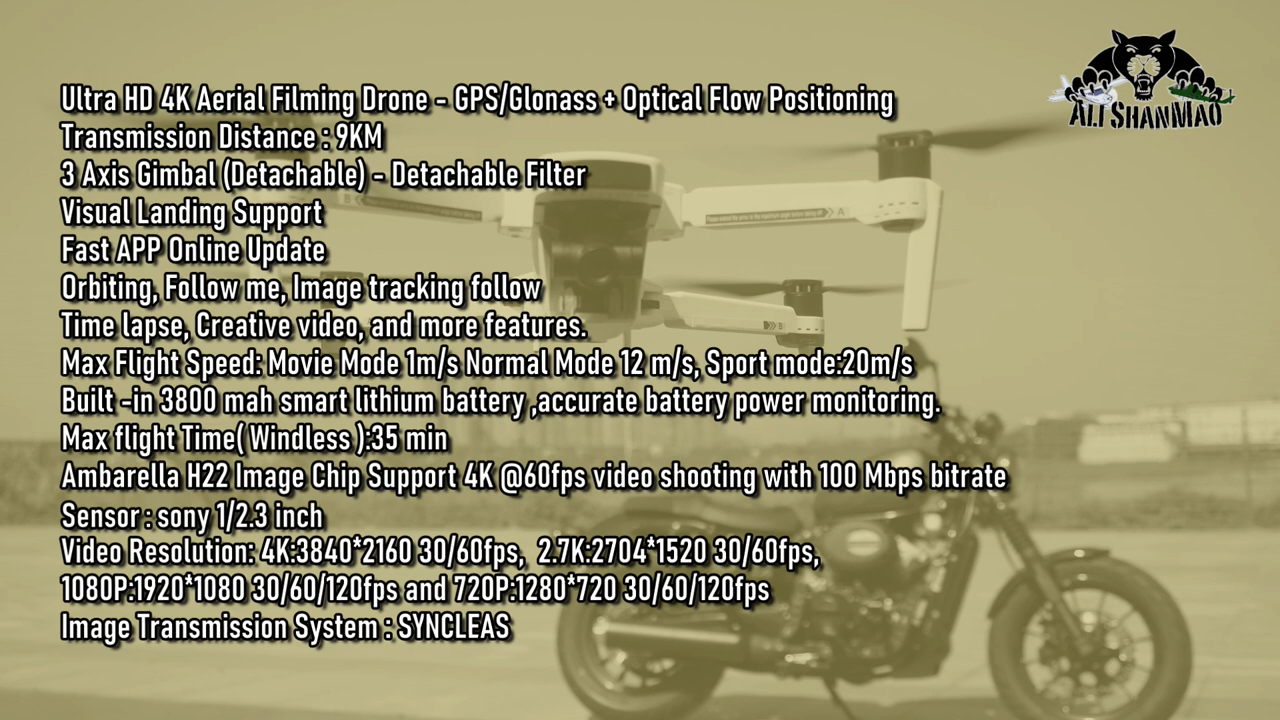 Ultra HD 4K Aerial Filming Drone - GPS/Glonass + Optical Flow Positioning
Transmission Distance : 9KM
3 Axis Gimbal (Detachable) - Detachable Filter
Visual Landing Support
Fast APP Online Update
Orbiting, Follow me, Image tracking follow
Time lapse, Creative video, and more features.
Max Flight Speed: Movie Mode 1m/s Normal Mode 12 m/s, Sport mode:20m/s
Built -in 3800 mah smart lithium battery ,accurate battery power monitoring.
Max flight Time( Windless ):35 min
Ambarella H22 Image Chip Support 4K @60fps video shooting with 100 Mbps bitrate
Sensor : sony 1/2.3 inch
Video Resolution: 4K:3840*2160 30/60fps,  2.7K:2704*1520 30/60fps,
1080P:1920*1080 30/60/120fps and 720P:1280*720 30/60/120fps
Image Transmission System : SYNCLEAS
ALI SHANMAO